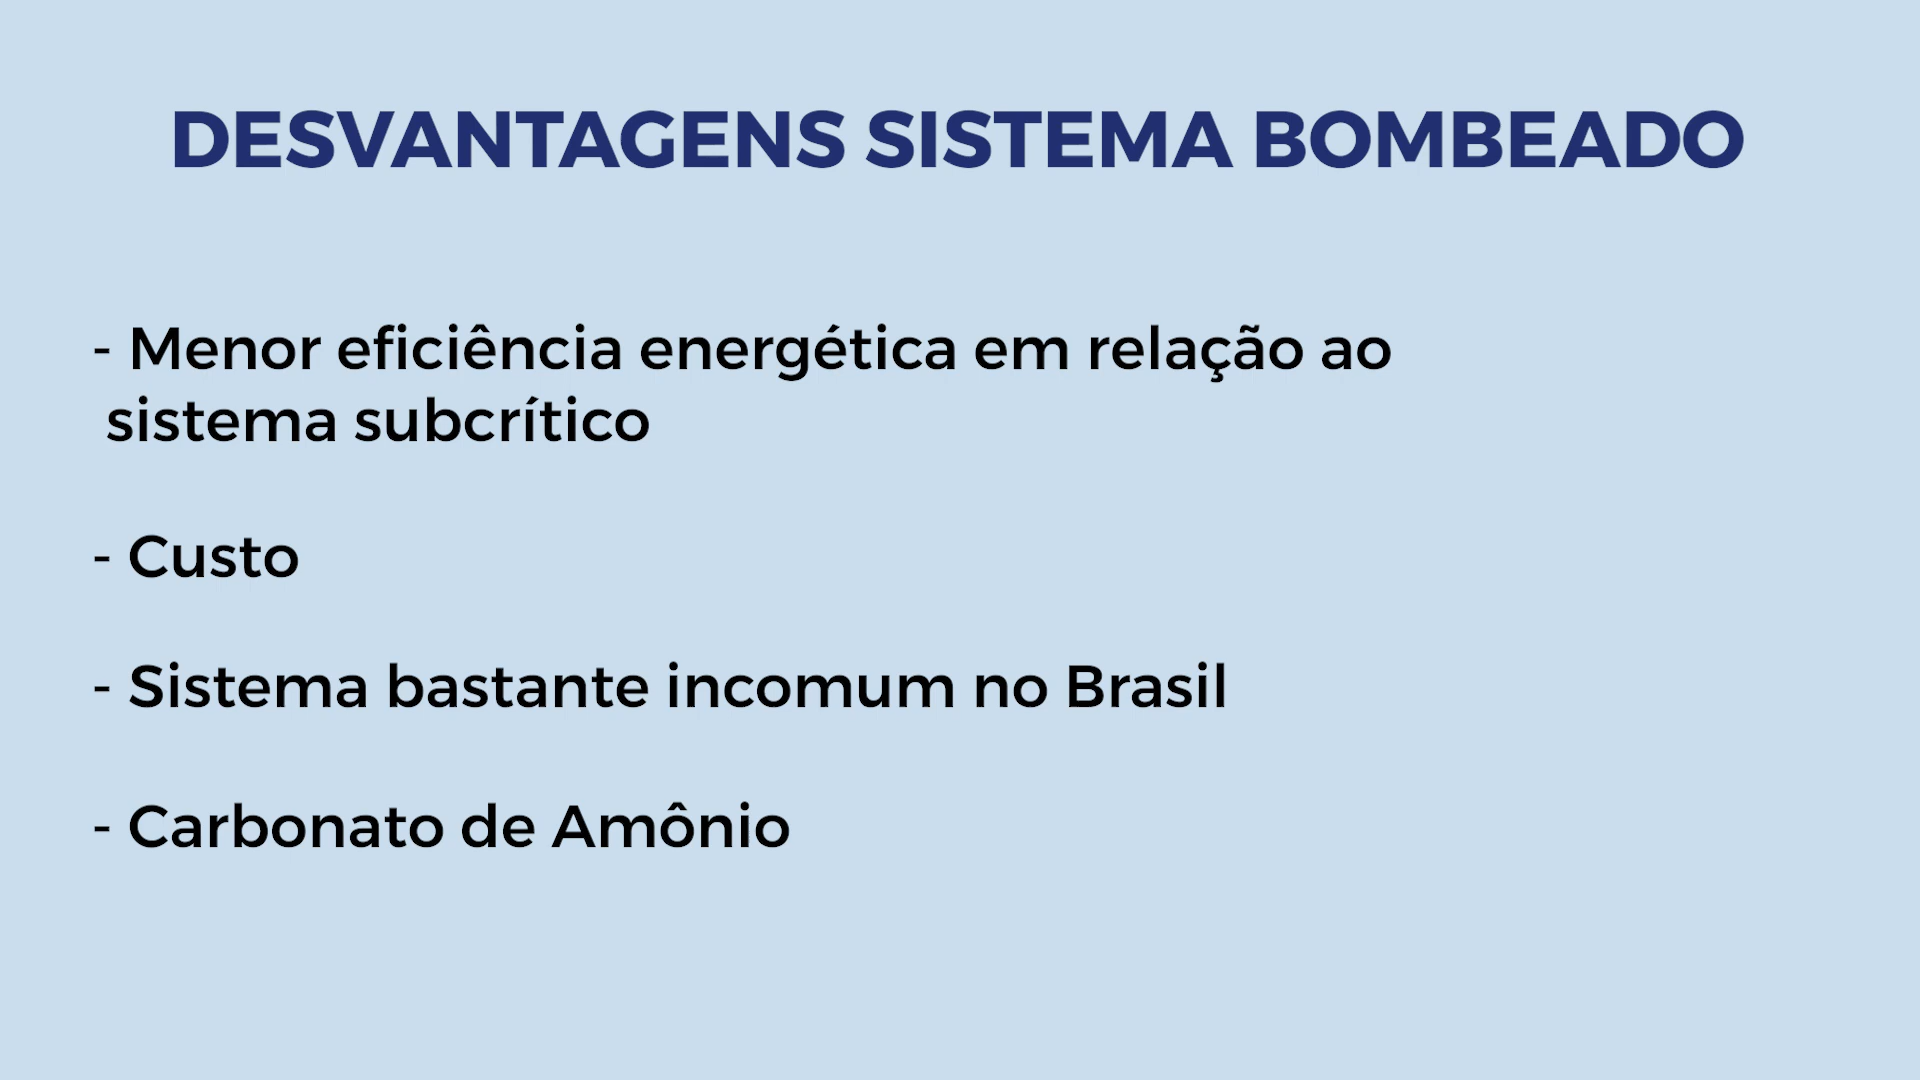 DESVANTAGENS SISTEMA BOMBEADO
- Menor eficiência energética em relação ao
sistema subcrítico
- Custo
- Sistema bastante incomum no Brasil
- Carbonato de Amônio